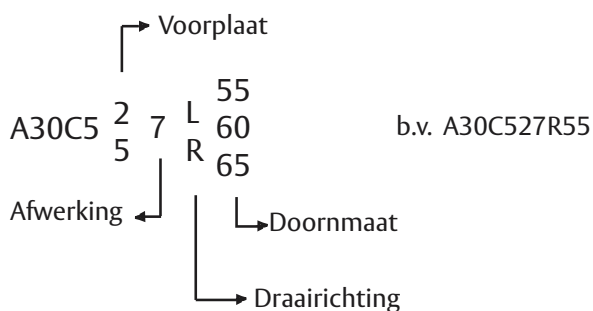 Voorplaat
A30C5 2 5 7 L R 55 60 65
b.v. A30C527R55
Afwerking
Doornmaat
Draairichting